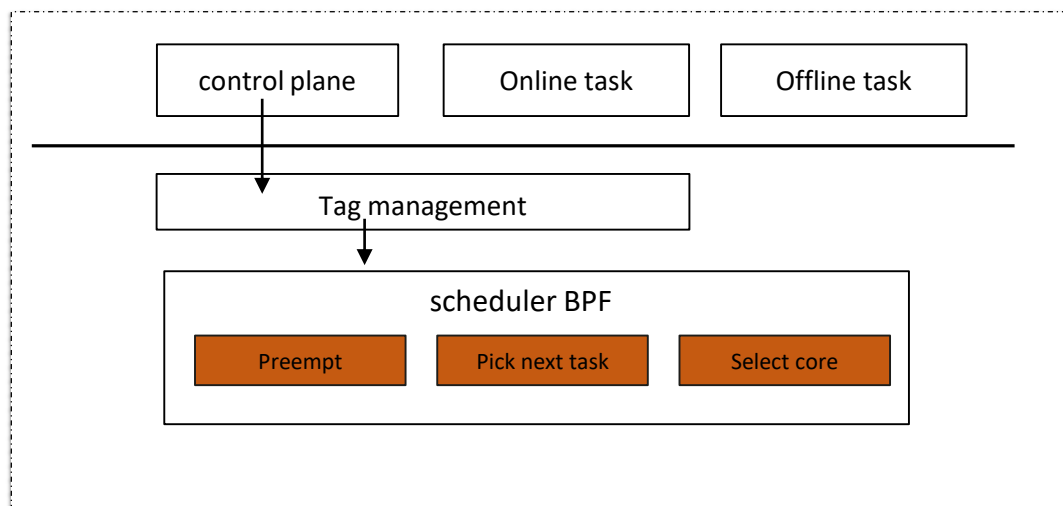 control plane
Online task
Offline task
Tag management
scheduler BPF
Preempt
Pick next task
Select core